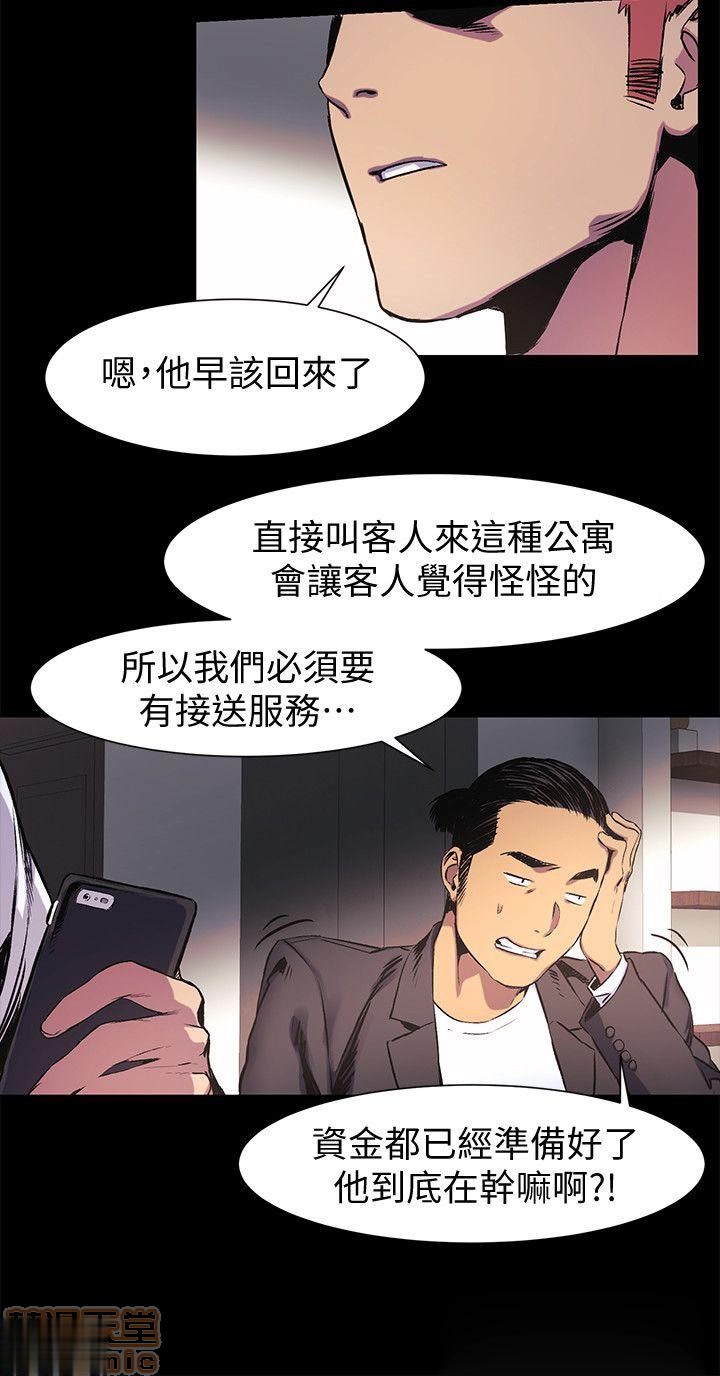 嗯，他早該回來了
直接叫客人來這種公寓
會讓客人覺得怪怪的
所以我們必須要
有接送服務…
資金都已經準備好了
他到底在幹嘛啊?!